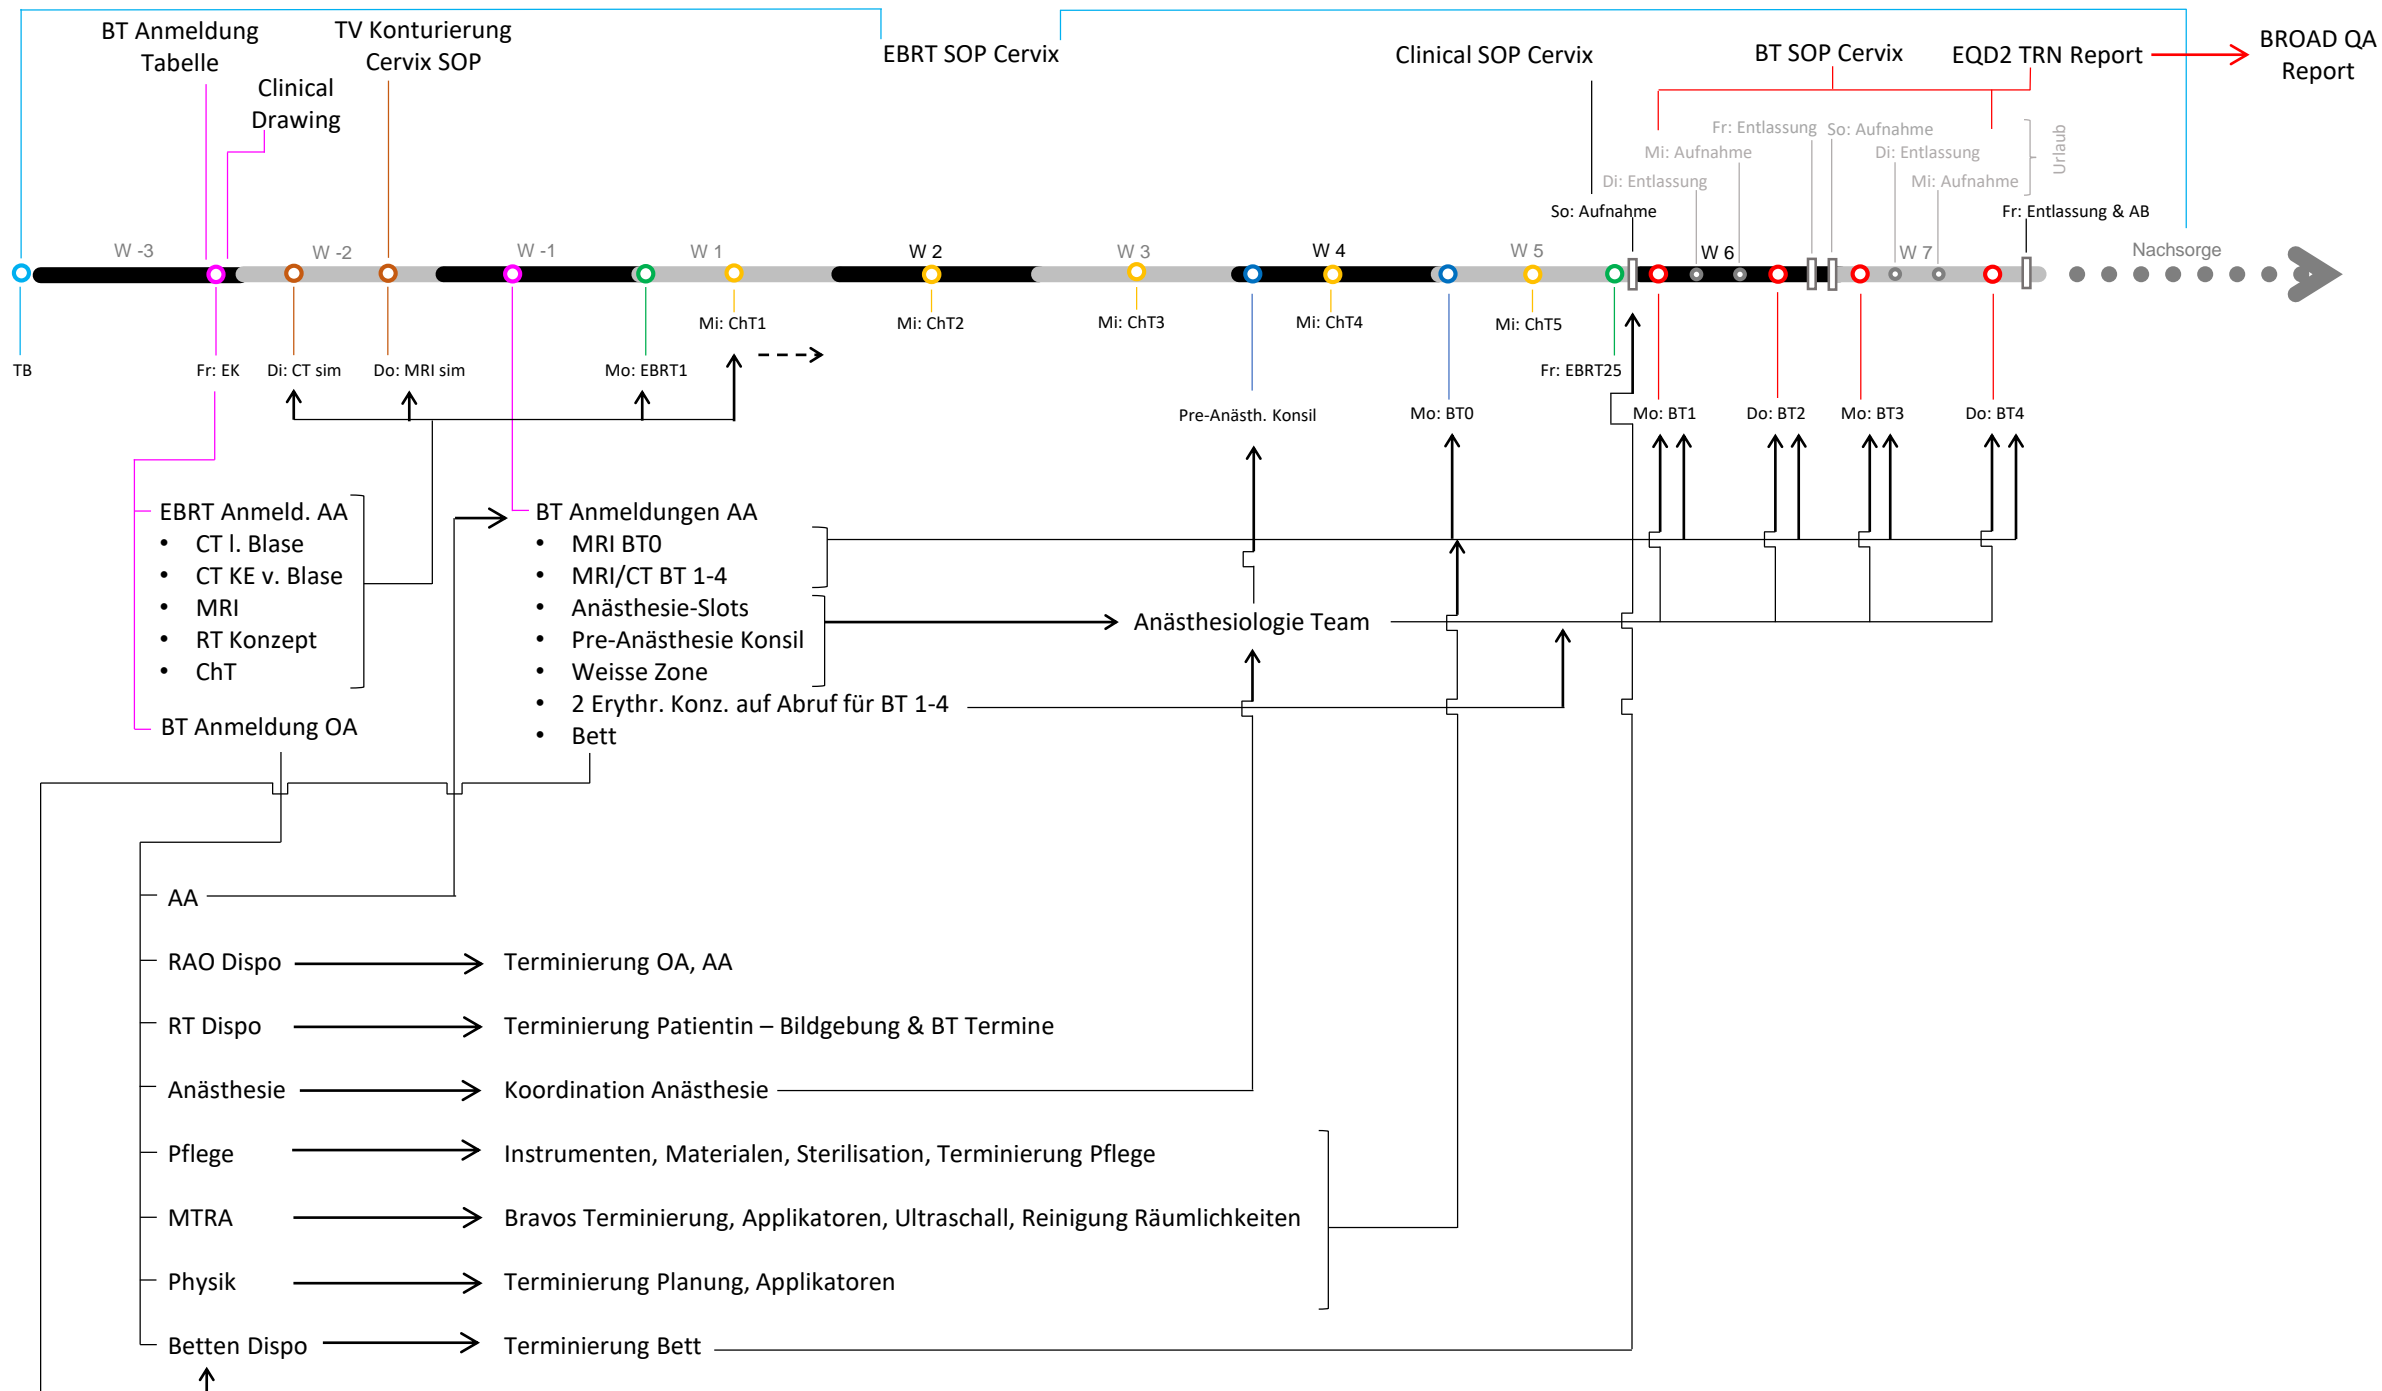 BT Anmeldung
Tabelle
Clinical
Drawing
TV Konturierung
Cervix SOP
EBRT SOP Cervix
Clinical SOP Cervix
BT SOP Cervix
EQD2 TRN Report
BROAD QA
Report
Fr: Entlassung
So: Aufnahme
Mi: Aufnahme
Di: Entlassung
Di: Entlassung
Mi: Aufnahme
Urlaub
So: Aufnahme
Fr: Entlassung & AB
W -3
W -2
W -1
W 1
W 2
W 3
W 4
W 5
W 6
W 7
Nachsorge
Mi: ChT1
Mi: ChT2
Mi: ChT3
Mi: ChT4
Mi: ChT5
TB
Fr: EK
Di: CT sim
Do: MRI sim
Mo: EBRT1
Fr: EBRT25
Pre-Anästh. Konsil
Mo: BT0
Mo: BT1
Do: BT2
Mo: BT3
Do: BT4
EBRT Anmeld. AA
• CT l. Blase
• CT KE v. Blase
• MRI
• RT Konzept
• ChT
BT Anmeldung OA
BT Anmeldungen AA
• MRI BT0
• MRI/CT BT 1-4
• Anästhesie-Slots
• Pre-Anästhesie Konsil
• Weisse Zone
• 2 Erythr. Konz. auf Abruf für BT 1-4
• Bett
Anästhesiologie Team
AA
RAO Dispo
Terminierung OA, AA
RT Dispo
Terminierung Patientin – Bildgebung & BT Termine
Anästhesie
Koordination Anästhesie
Pflege
Instrumenten, Materialen, Sterilisation, Terminierung Pflege
MTRA
Bravos Terminierung, Applikatoren, Ultraschall, Reinigung Räumlichkeiten
Physik
Terminierung Planung, Applikatoren
Betten Dispo
Terminierung Bett